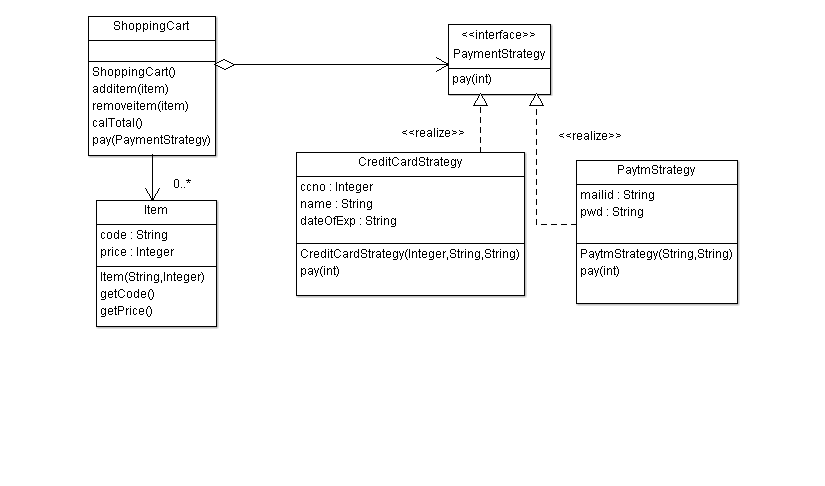 ShoppingCart
ShoppingCart()
additem(item)
removeitem(item)
calTotal()
pay(PaymentStrategy)
0..*
Item
code : String
price : Integer
Item(String,Integer)
getCode()
getPrice()
<<interface>>
PaymentStrategy
pay(int)
<<realize>>
<<realize>>
CreditCardStrategy
ccno : Integer
name : String
dateOfExp : String
CreditCardStrategy(Integer,String,String)
pay(int)
PaytmStrategy
mailid : String
pwd : String
PaytmStrategy(String,String)
pay(int)